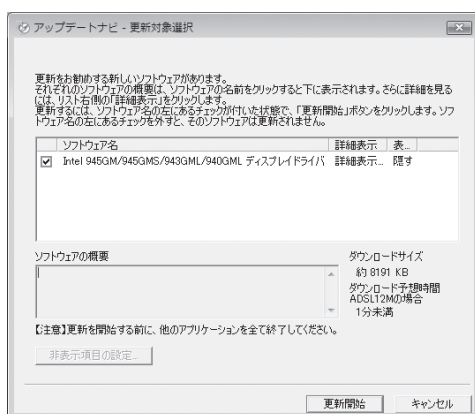 アップデートナビ - 更新対象選択
更新をお勧めする新しいソフトウェアがあります。
それぞれのソフトウェアの概要は、ソフトウェアの名前をクリックすると下に表示されます。さらに詳細を見る
には、リスト右側の「詳細表示」をクリックします。
更新するには、ソフトウェア名の左にあるチェックが付いた状態で、「更新開始」ボタンをクリックします。ソフ
トウェア名の左にあるチェックを外すと、そのソフトウェアは更新されません。
ソフトウェア名 詳細表示 表...
Intel 945GM/945GMS/943GML/940GML ディスプレイドライバ 詳細表示... 隠す
ソフトウェアの概要
ダウンロードサイズ
約 8191 KB
ダウンロード予想時間
ADSL12Mの場合
1分未満
【注意】更新を開始する前に、他のアプリケーションを全て終了してください。
非表示項目の設定...
更新開始 キャンセル